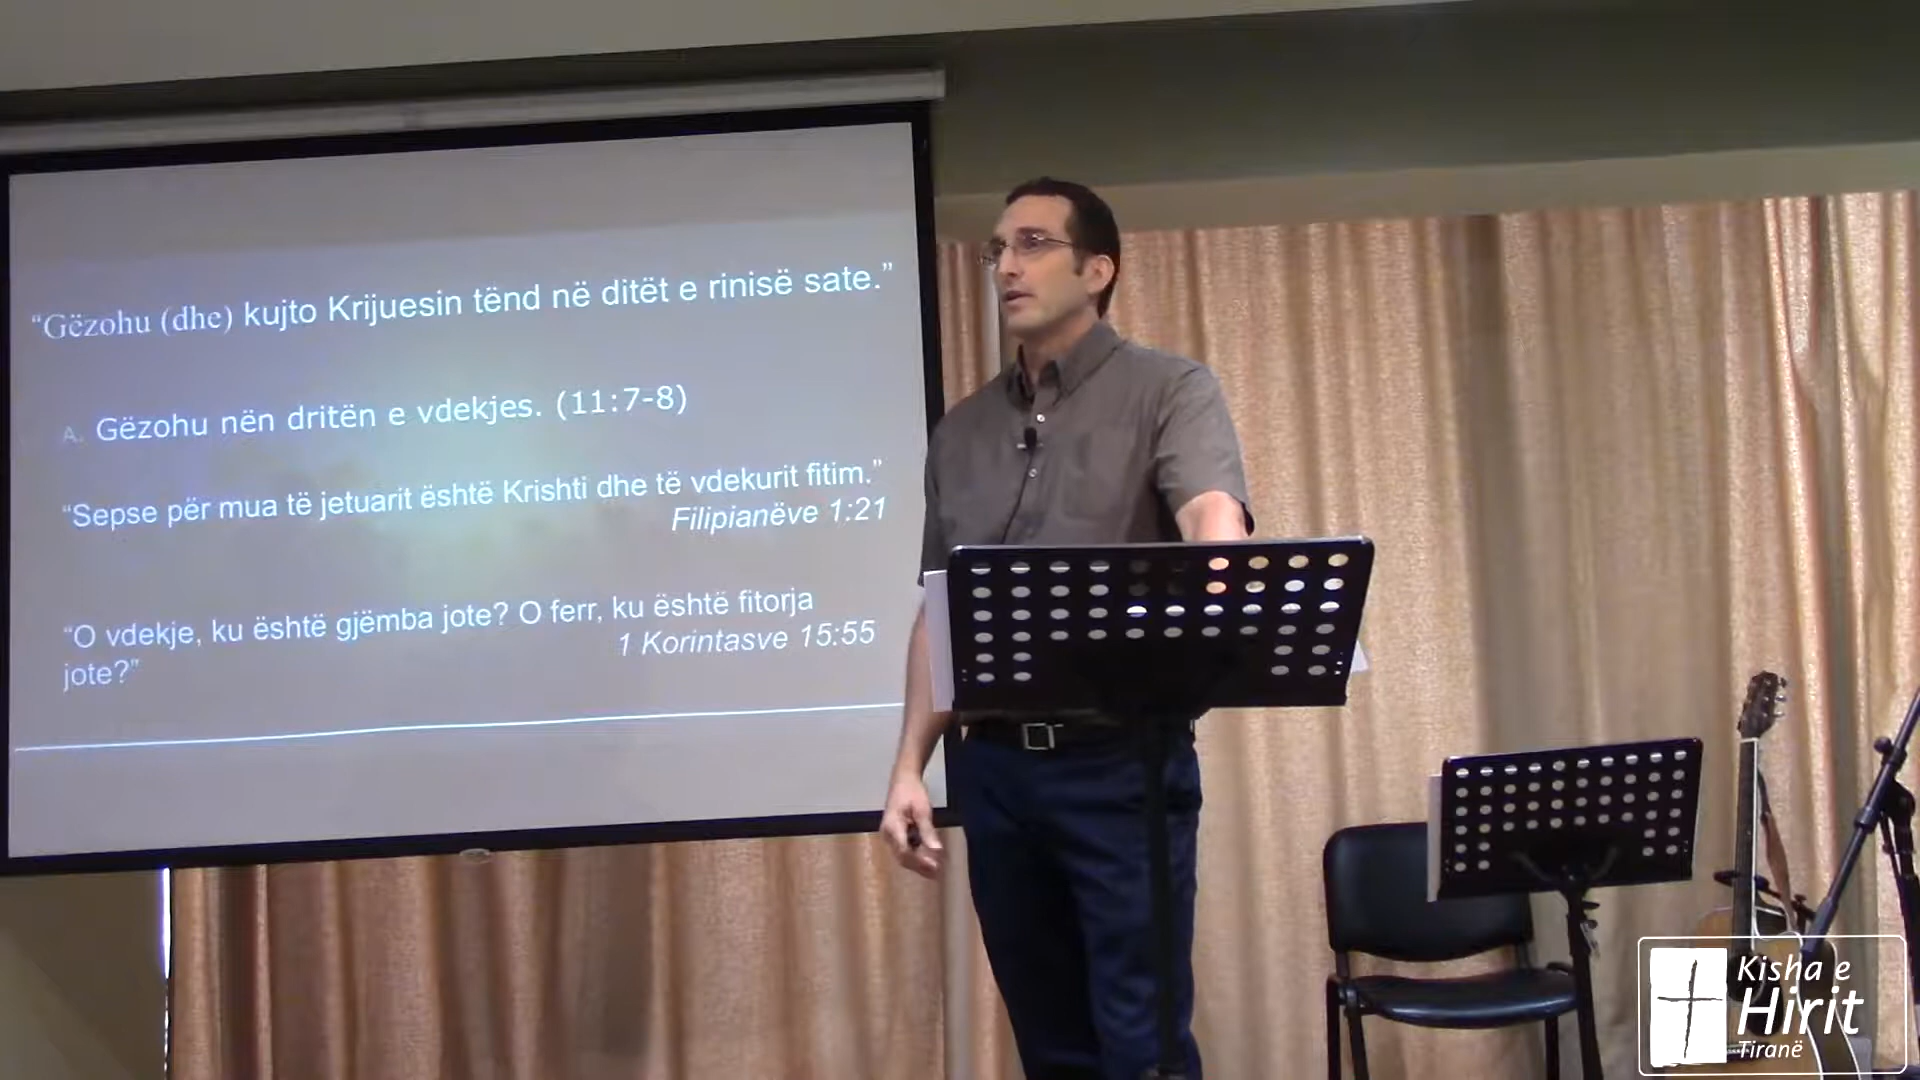 “Gëzohu (dhe) kujto Krijuesin tënd në ditët e rinisë sate.”
A. Gëzohu nën dritën e vdekjes. (11:7-8)
“Sepse për mua të jetuarit është Krishti dhe të vdekurit fitim.”
Filipianëve 1:21
“O vdekje, ku është gjëmba jote? O ferr, ku është fitorja
jote?”
1 Korintasve 15:55
Kisha e
Hirit
Tiranë